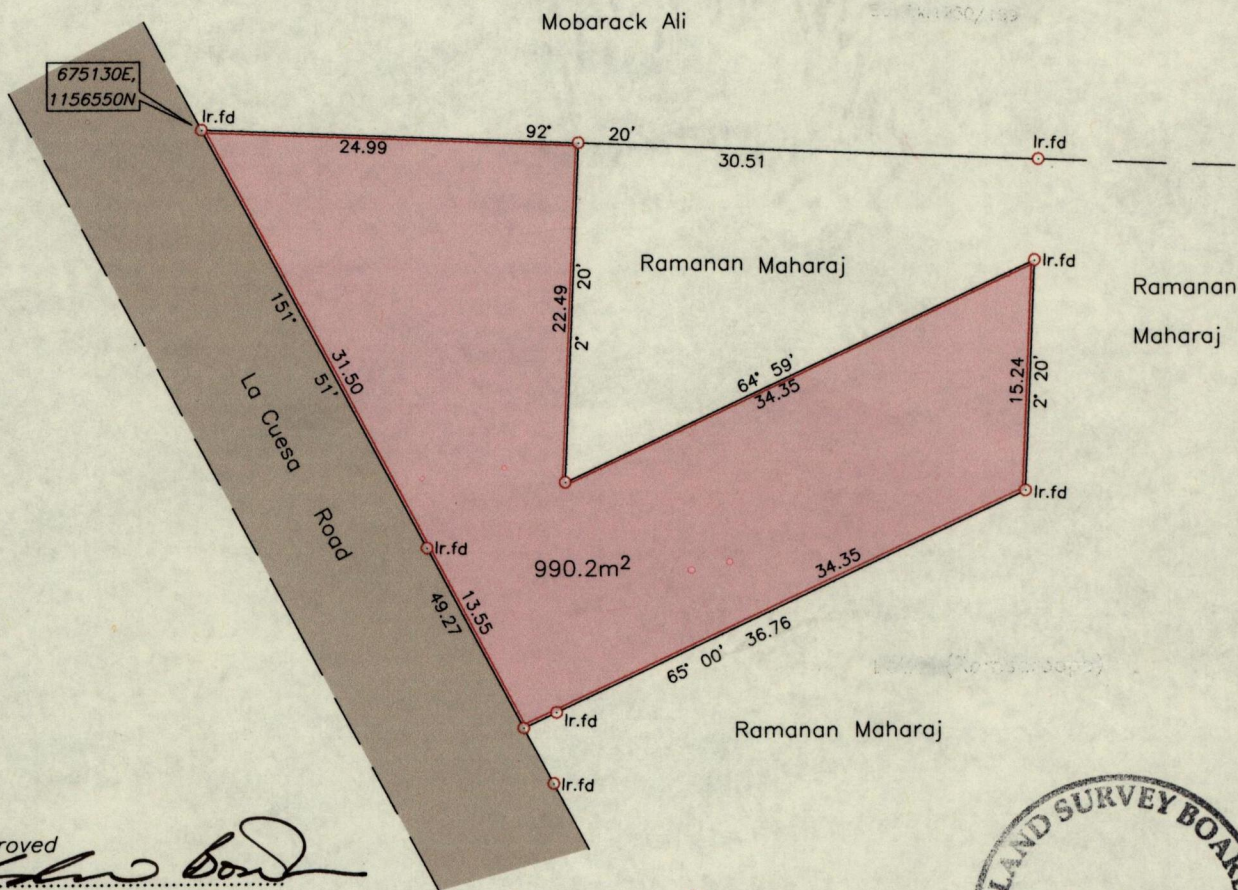 Mobarack Ali
675130E,
1156550N
Ir.fd
24.99
92° 20'
30.51
Ir.fd
Ramanan Maharaj
Ir.fd
Ramanan
Maharaj
22.49
2° 20'
64° 59'
34.35
15.24
2° 20'
151° 51'
31.50
La Cuesa Road
Ir.fd
Ir.fd
990.2m²
34.35
13.55
49.27
65° 00' 36.76
Ir.fd
Ramanan Maharaj
Ir.fd
LAND SURVEY BOAR
roved